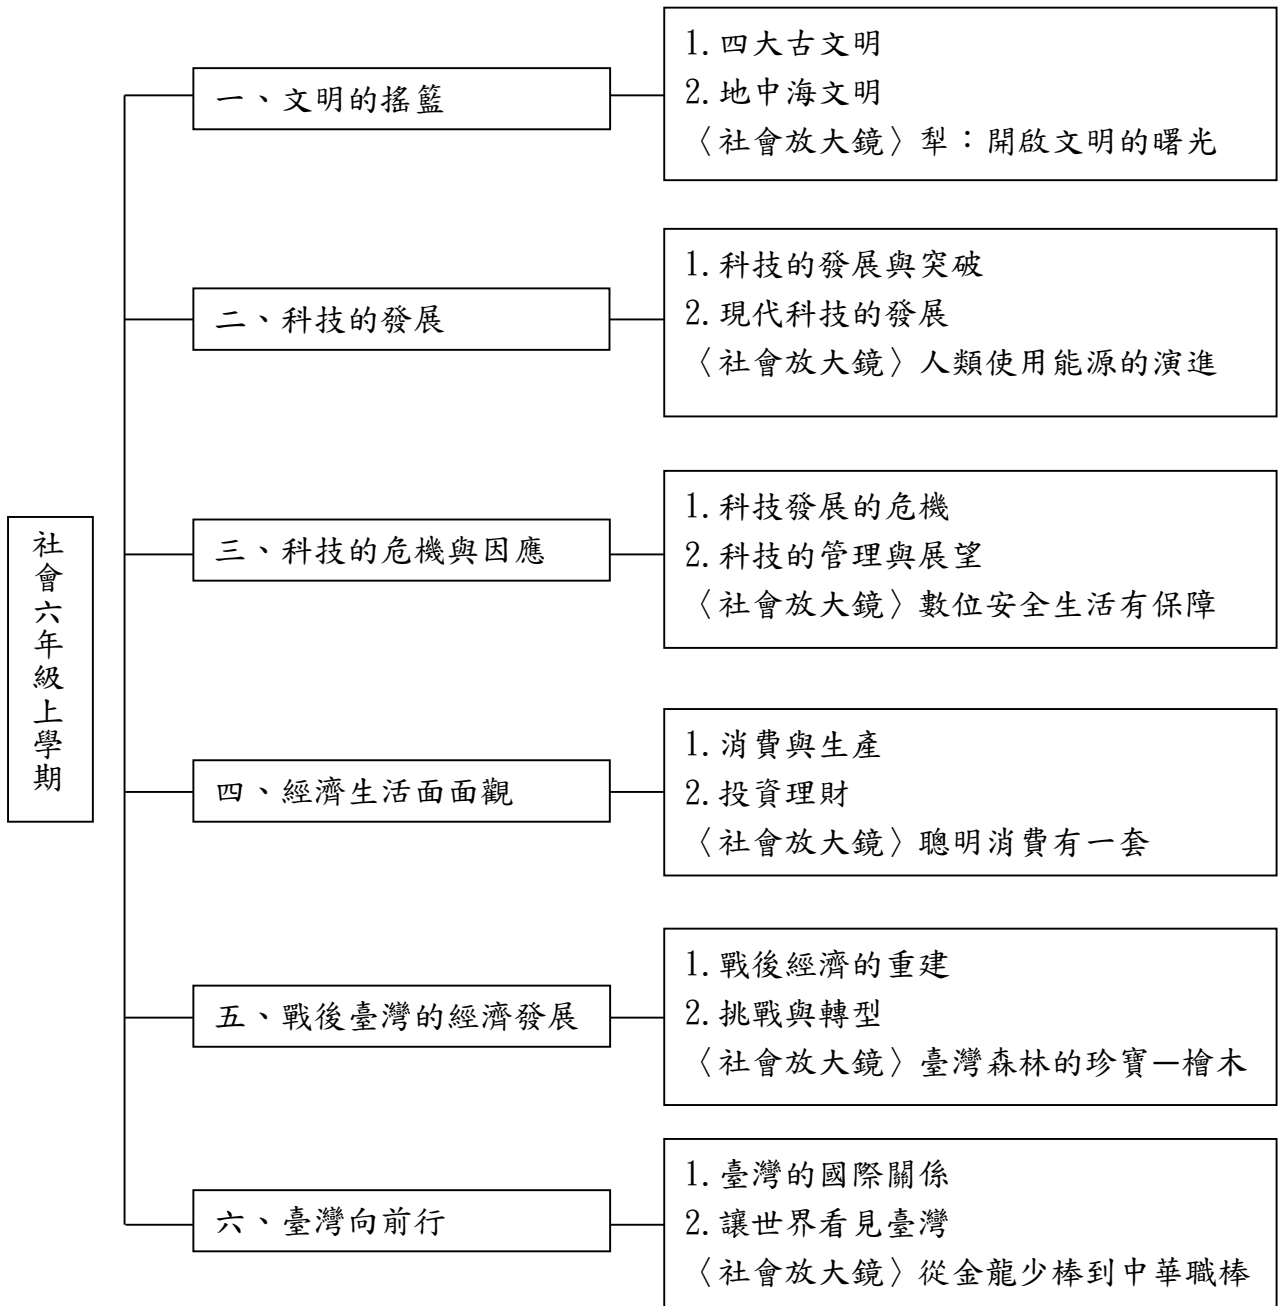 社會六年級上學期
一、文明的搖籃
1.四大古文明
2.地中海文明
〈社會放大鏡〉犁：開啟文明的曙光
二、科技的發展
1.科技的發展與突破
2.現代科技的發展
〈社會放大鏡〉人類使用能源的演進
三、科技的危機與因應
1.科技發展的危機
2.科技的管理與展望
〈社會放大鏡〉數位安全生活有保障
四、經濟生活面面觀
1.消費與生產
2.投資理財
〈社會放大鏡〉聰明消費有一套
五、戰後臺灣的經濟發展
1.戰後經濟的重建
2.挑戰與轉型
〈社會放大鏡〉臺灣森林的珍寶—檜木
六、臺灣向前行
1.臺灣的國際關係
2.讓世界看見臺灣
〈社會放大鏡〉從金龍少棒到中華職棒